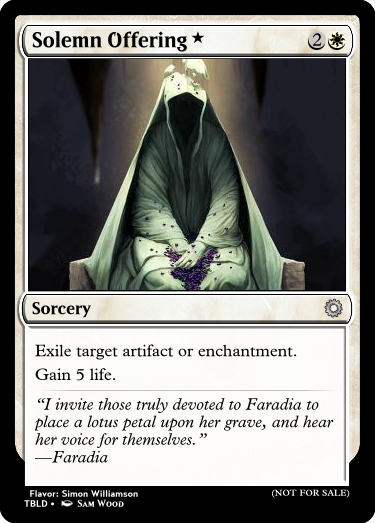 Solemn Offering ★ 2
Sorcery
Exile target artifact or enchantment.
Gain 5 life.
“I invite those truly devoted to Faradia to
place a lotus petal upon her grave, and hear
her voice for themselves.”
—Faradia
Flavor: Simon Williamson
(NOT FOR SALE)
TBLD • Sam Wood